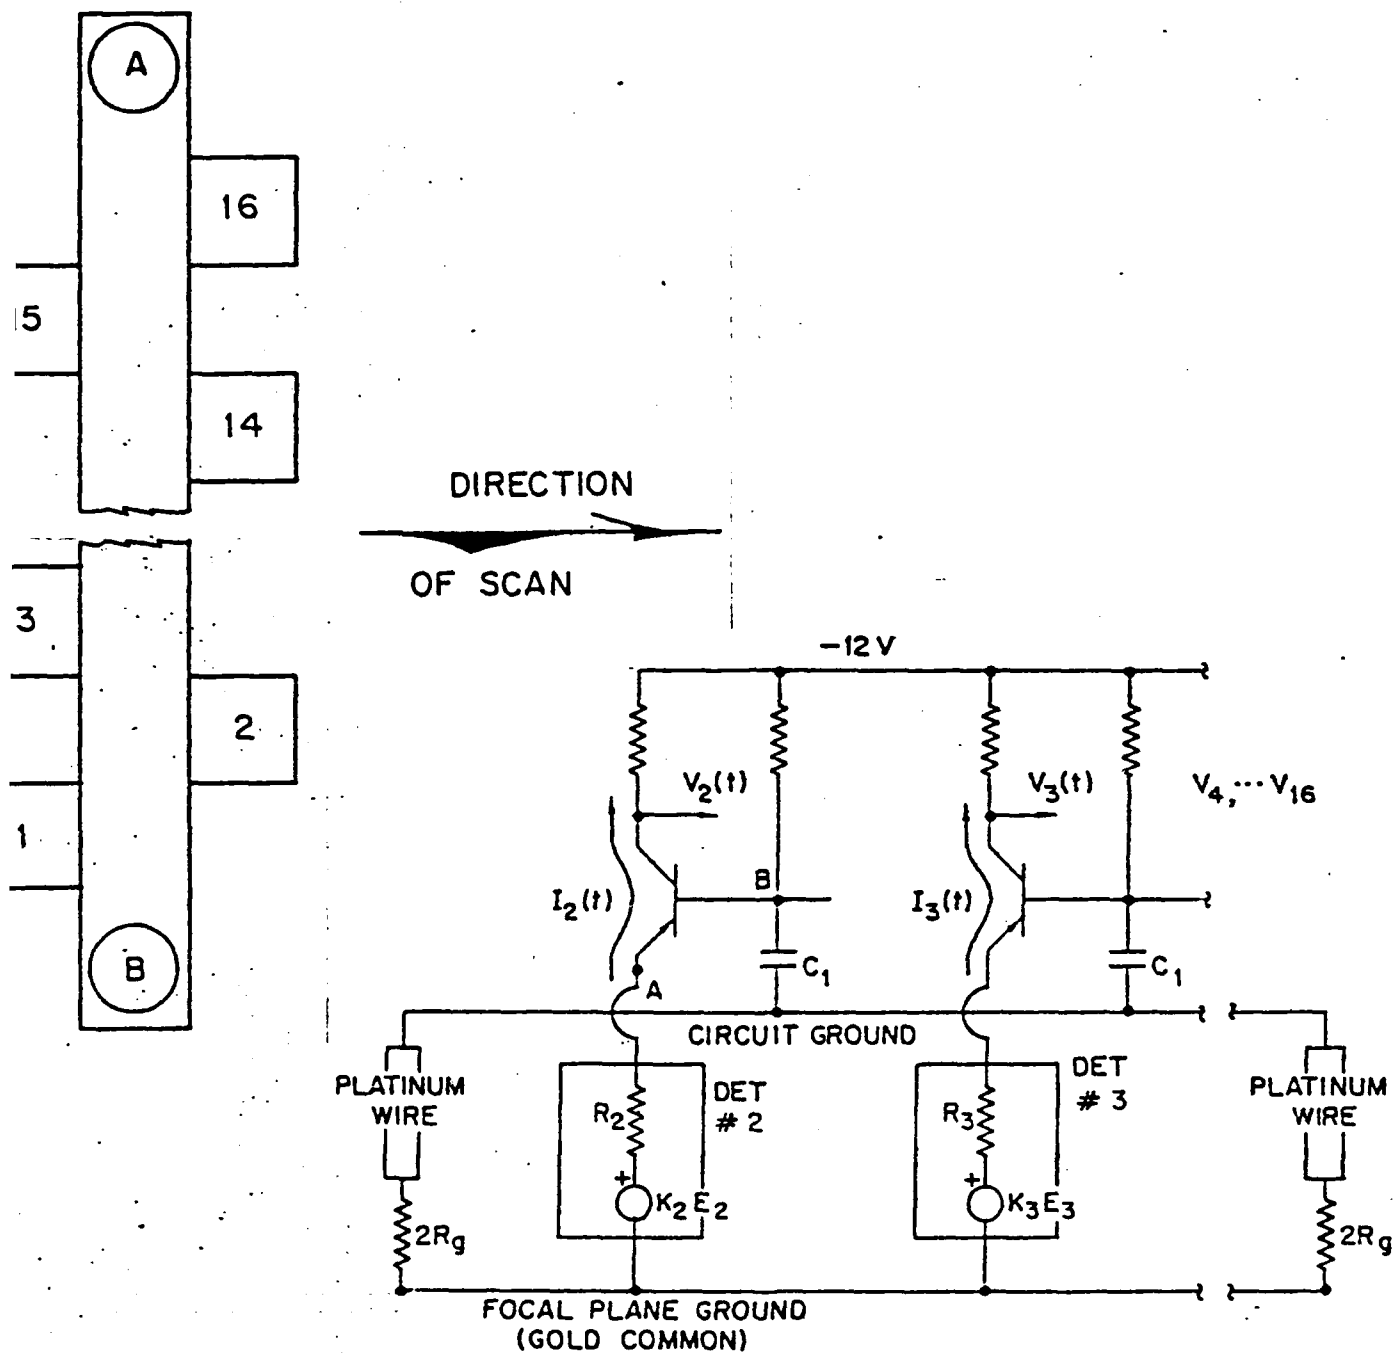 A
16
15
14
DIRECTION
OF SCAN
3
2
1
B
−12V
V₂(t)
V₃(t)
V₄, ··· V₁₆
I₂(t)
B
I₃(t)
C₁
C₁
A
CIRCUIT GROUND
PLATINUM
WIRE
DET
# 2
DET
# 3
PLATINUM
WIRE
R₂
R₃
+
K₂E₂
+
K₃E₃
2Rg
2Rg
FOCAL PLANE GROUND
(GOLD COMMON)